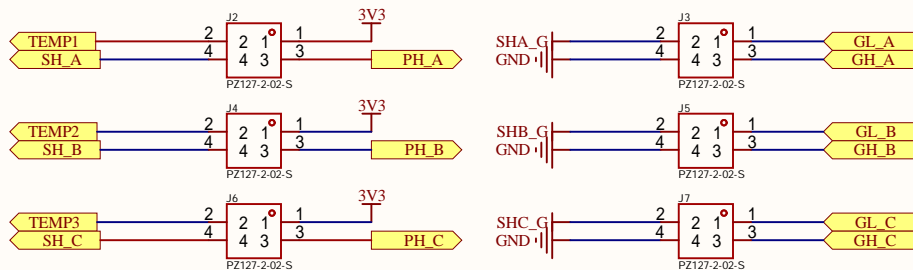 J2 3V3 J3
TEMP1 2 2 1 1 SHA_G 2 2 1 1 GL_A
SH_A 4 4 3 3 PH_A GND 4 4 3 3 GH_A
PZ127-2-02-S PZ127-2-02-S
J4 3V3 J5
TEMP2 2 2 1 1 SHB_G 2 2 1 1 GL_B
SH_B 4 4 3 3 PH_B GND 4 4 3 3 GH_B
PZ127-2-02-S PZ127-2-02-S
J6 3V3 J7
TEMP3 2 2 1 1 SHC_G 2 2 1 1 GL_C
SH_C 4 4 3 3 PH_C GND 4 4 3 3 GH_C
PZ127-2-02-S PZ127-2-02-S